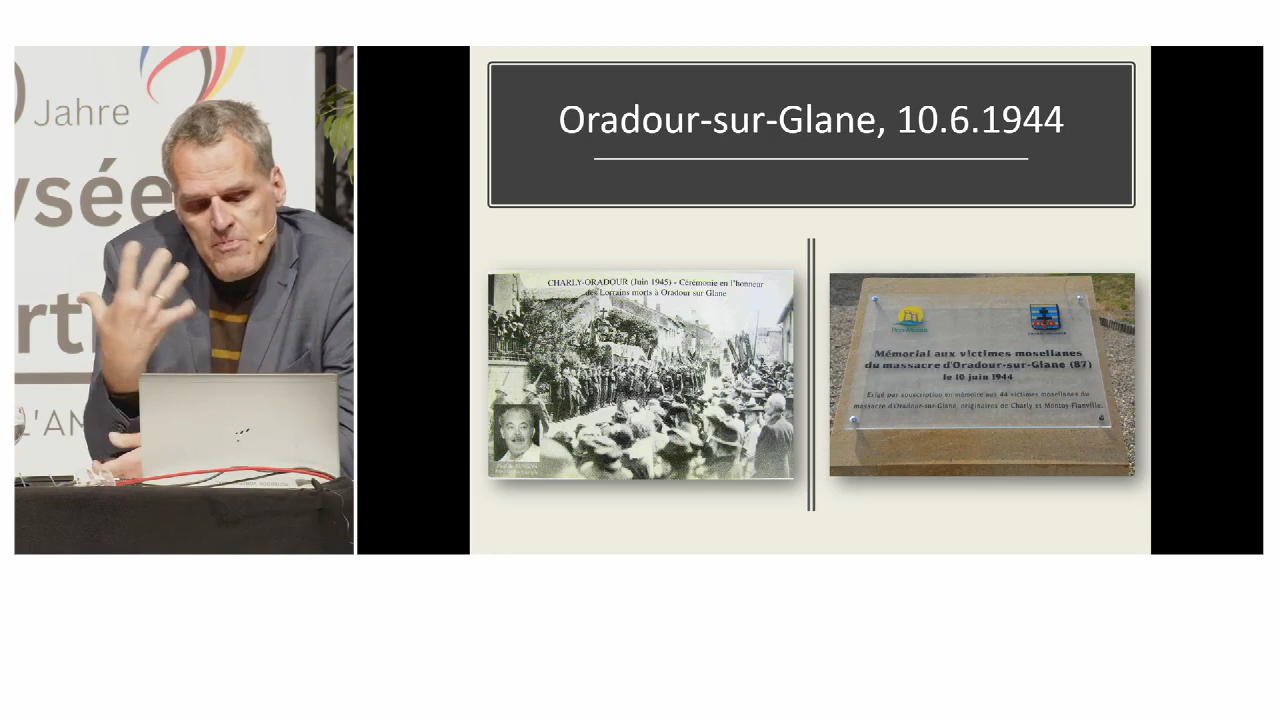 Jahre
ysée
rt
L'AM
Oradour-sur-Glane, 10.6.1944
CHARLY-ORADOUR (Juin 1945) - Cérémonie en l'honneur
des Lorrains morts à Oradour sur Glane
Mémorial aux victimes mosellanes
du massacre d'Oradour-sur-Glane (87)
le 10 juin 1944
Erigé par souscription en mémoire aux 44 victimes mosellanes du
massacre d'Oradour-sur-Glane, originaires de Charly et Montoy-Flanville.